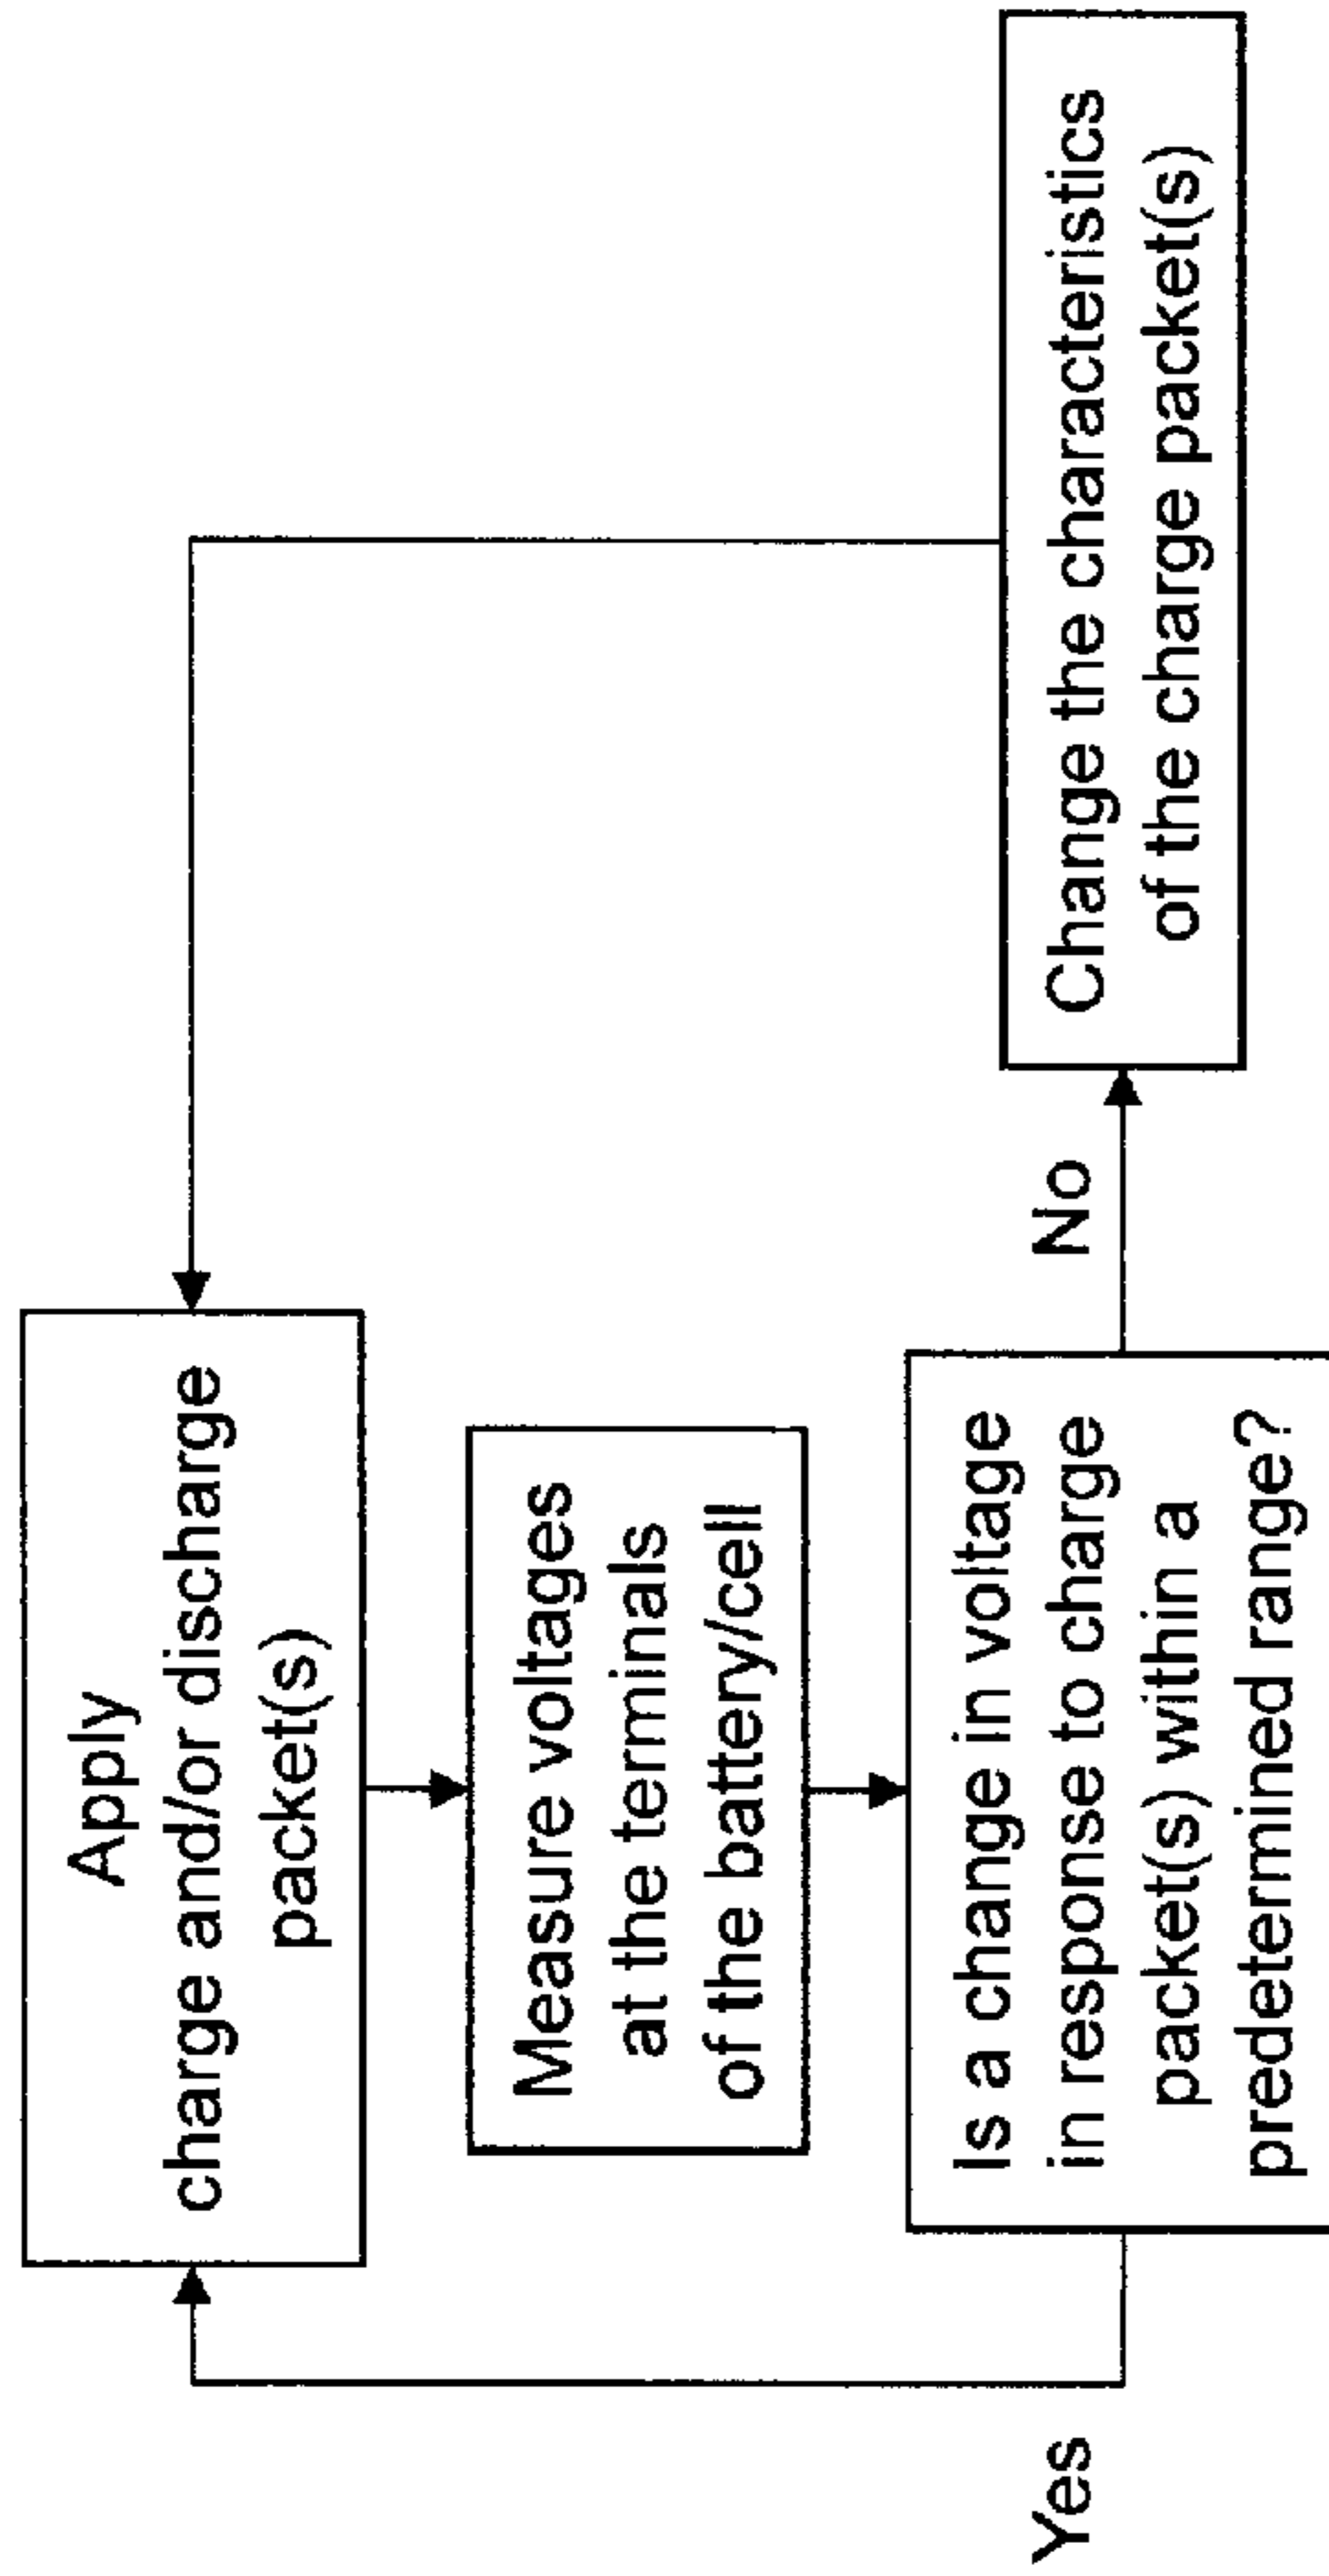 Apply
charge and/or discharge
packet(s)
Measure voltages
at the terminals
of the battery/cell
Is a change in voltage
in response to charge
packet(s) within a
predetermined range?
Yes
No
Change the characteristics
of the charge packet(s)